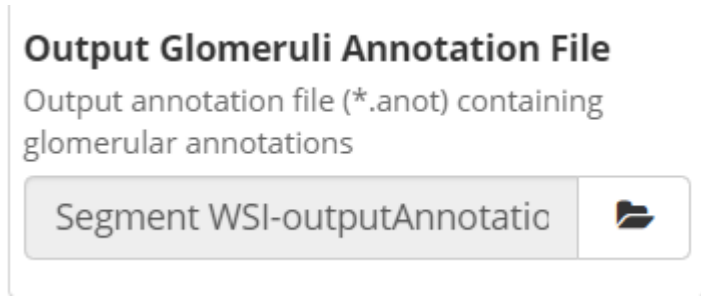 Output Glomeruli Annotation File
Output annotation file (*.anot) containing
glomerular annotations
Segment WSI-outputAnnotatio